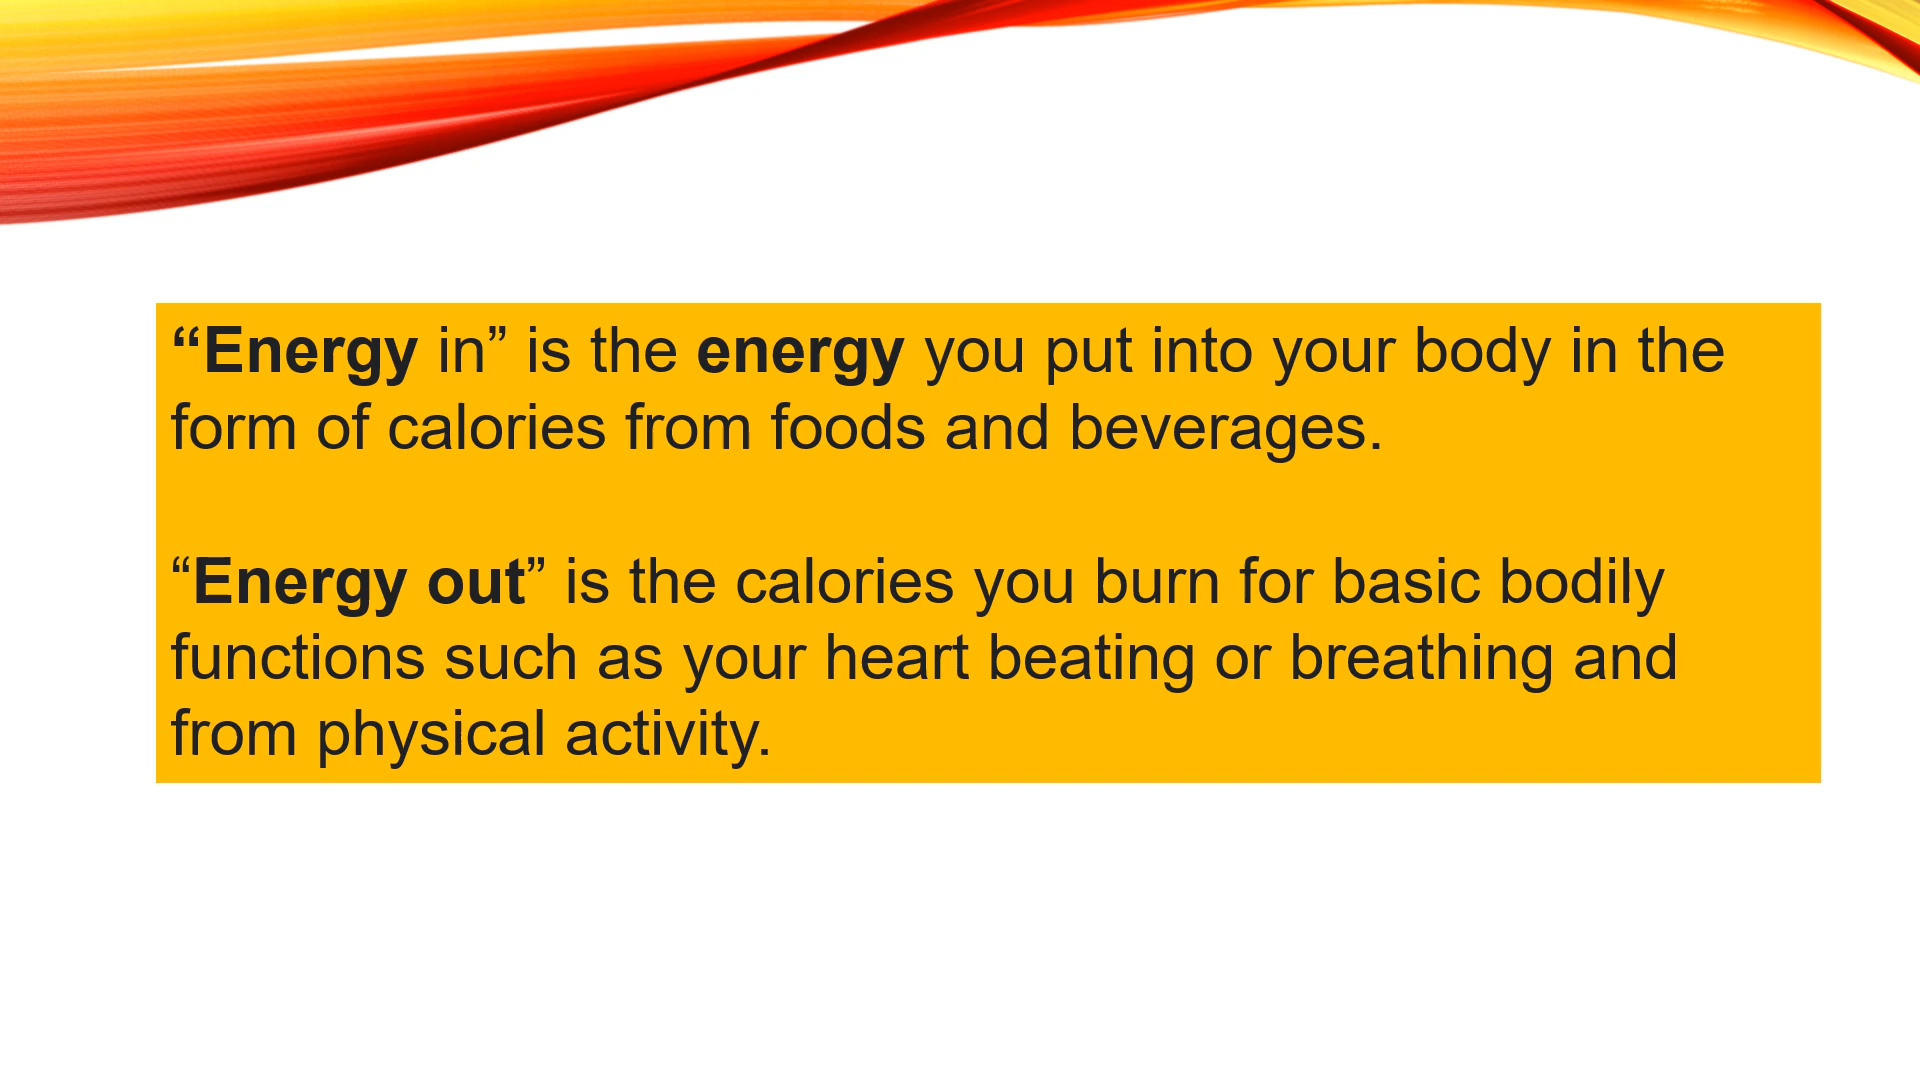 “Energy in” is the energy you put into your body in the
form of calories from foods and beverages.
“Energy out” is the calories you burn for basic bodily
functions such as your heart beating or breathing and
from physical activity.